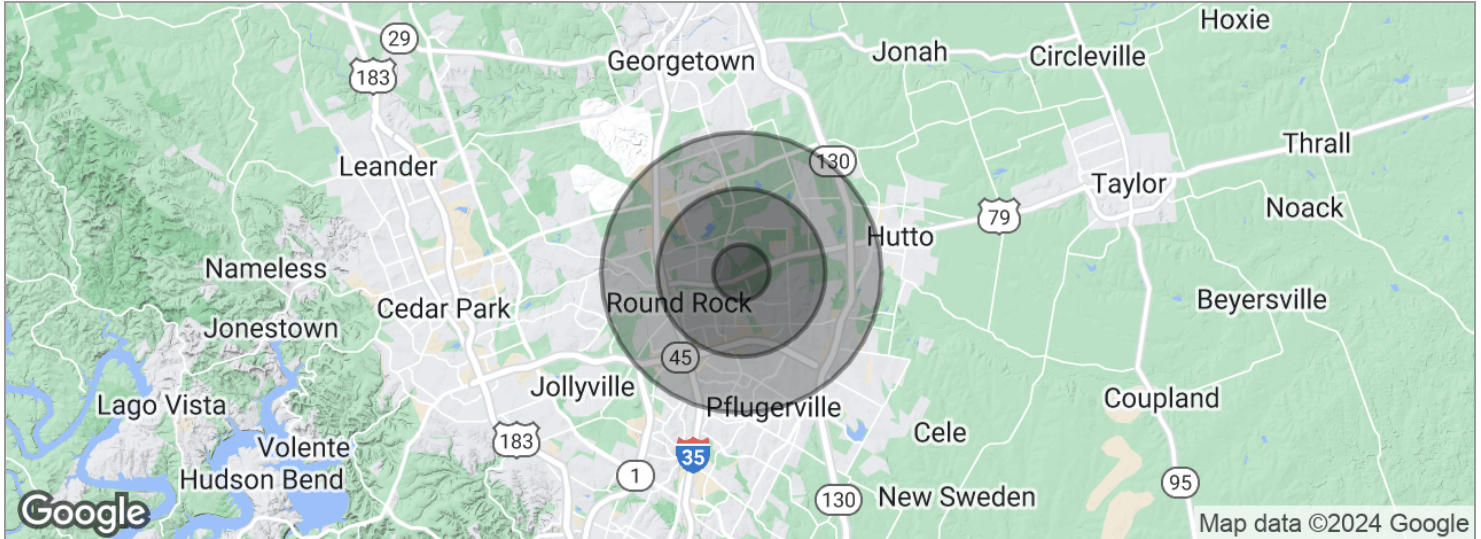 Hoxie
29
Georgetown
Jonah
Circleville
183
130
Thrall
Leander
Taylor
Noack
79
Hutto
Nameless
Beyersville
Round Rock
Cedar Park
Jonestown
45
Jollyville
Coupland
Lago Vista
Pflugerville
Cele
Volente
183
35
Hudson Bend
1
95
130
New Sweden
Google
Map data ©2024 Google